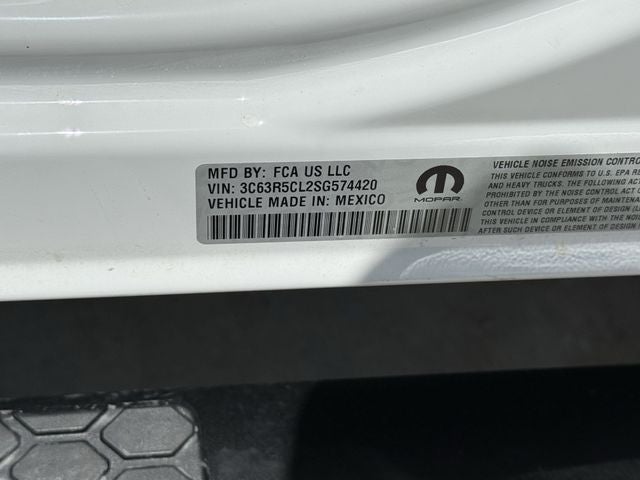 MFD BY: FCA US LLC
VIN: 3C63R5CL2SG574420
VEHICLE MADE IN: MEXICO
MOPAR
VEHICLE NOISE EMISSION CONTRO
THIS VEHICLE CONFORMS TO U.S. EPA RE
AND HEAVY TRUCKS. THE FOLLOWING ACTS
BY THE NOISE CONTROL ACT O
OTHER THAN FOR PURPOSES OF MAINTENA
CONTROL DEVICE OR ELEMENT OF DESIGN (L
THIS VEHICLE IN COMPLIANCE WITH THE NO
AFTER SUCH DEVICE OR ELEMENT OF DESIGN